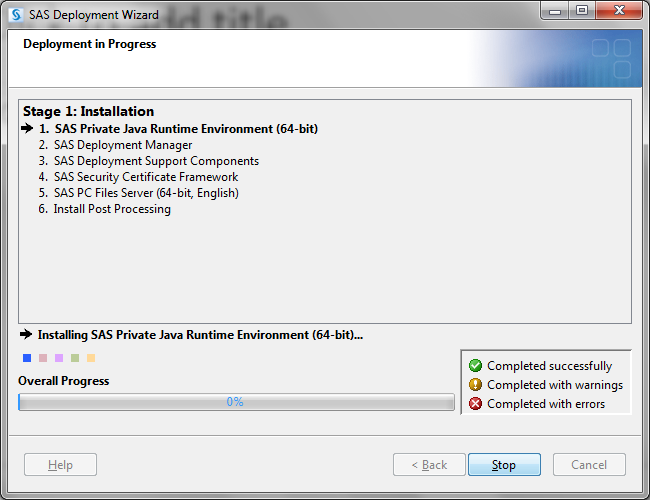 SAS Deployment Wizard
Deployment in Progress
Stage 1: Installation
1. SAS Private Java Runtime Environment (64-bit)
2. SAS Deployment Manager
3. SAS Deployment Support Components
4. SAS Security Certificate Framework
5. SAS PC Files Server (64-bit, English)
6. Install Post Processing
Installing SAS Private Java Runtime Environment (64-bit)...
Completed successfully
Completed with warnings
Completed with errors
Overall Progress
0%
Help
< Back
Stop
Cancel